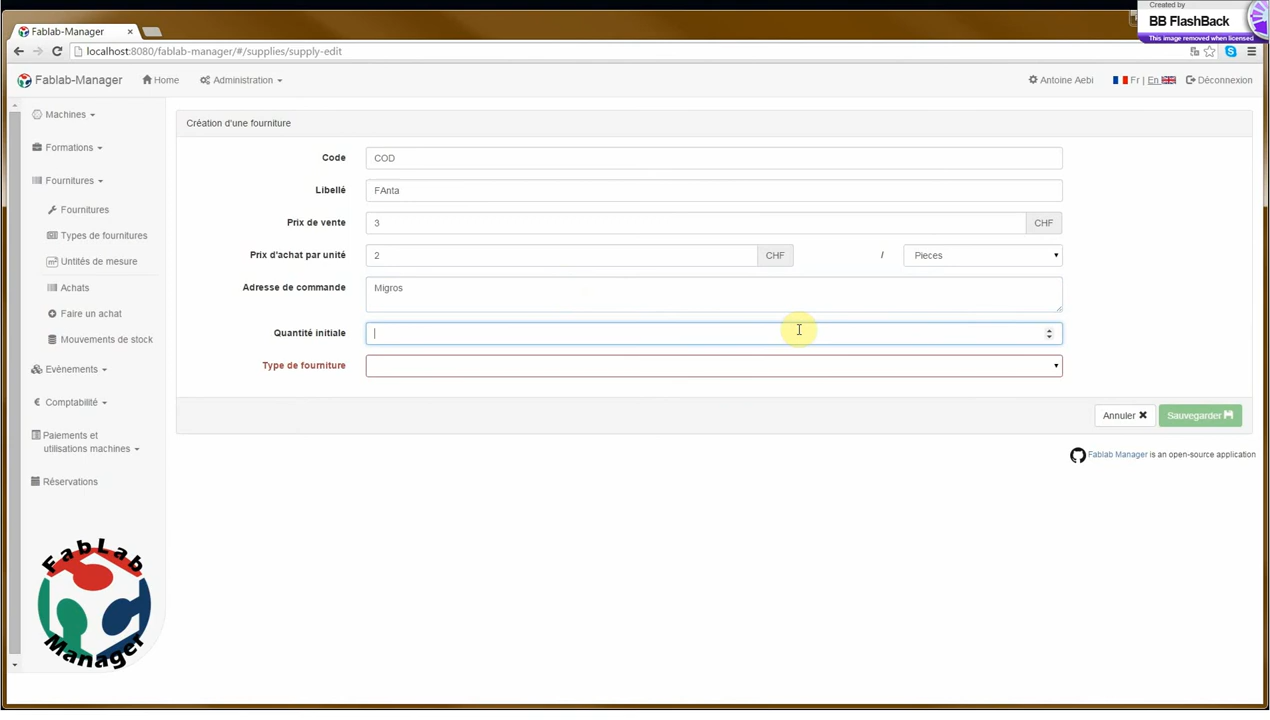 Created by
BB FlashBack
This image removed when licensed
Fablab-Manager
localhost:8080/fablab-manager/#/supplies/supply-edit
Fablab-Manager
Home
Administration
Antoine Aebi
Fr | En
Déconnexion
Machines
Formations
Fournitures
Fournitures
Types de fournitures
Untités de mesure
Achats
Faire un achat
Mouvements de stock
Evènements
Comptabilité
Paiements et
utilisations machines
Réservations
FabLab
Manager
Création d'une fourniture
Code COD
Libellé FAnta
Prix de vente 3 CHF
Prix d'achat par unité 2 CHF / Pieces
Adresse de commande Migros
Quantité initiale
Type de fourniture
Annuler Sauvegarder
Fablab Manager is an open-source application